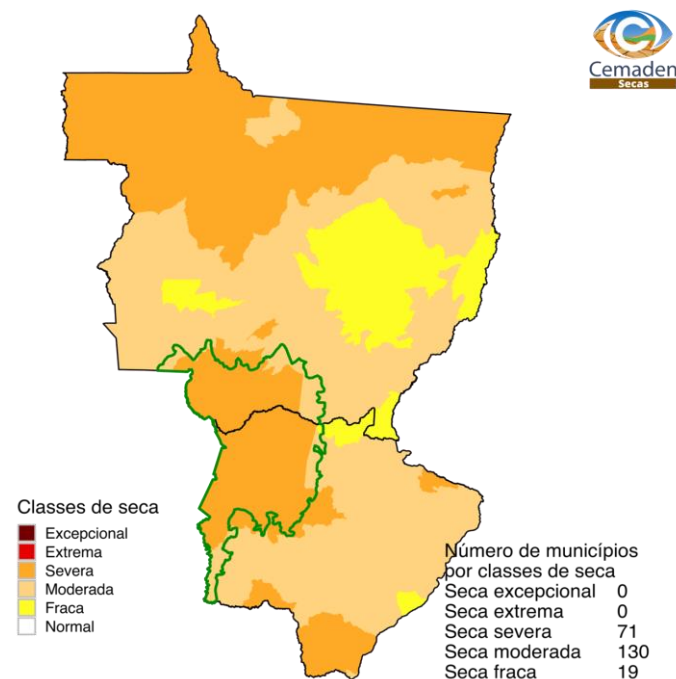 Cemaden
Secas
Classes de seca
Excepcional
Extrema
Severa
Moderada
Fraca
Normal
Número de municípios
por classes de seca
Seca excepcional 0
Seca extrema 0
Seca severa 71
Seca moderada 130
Seca fraca 19